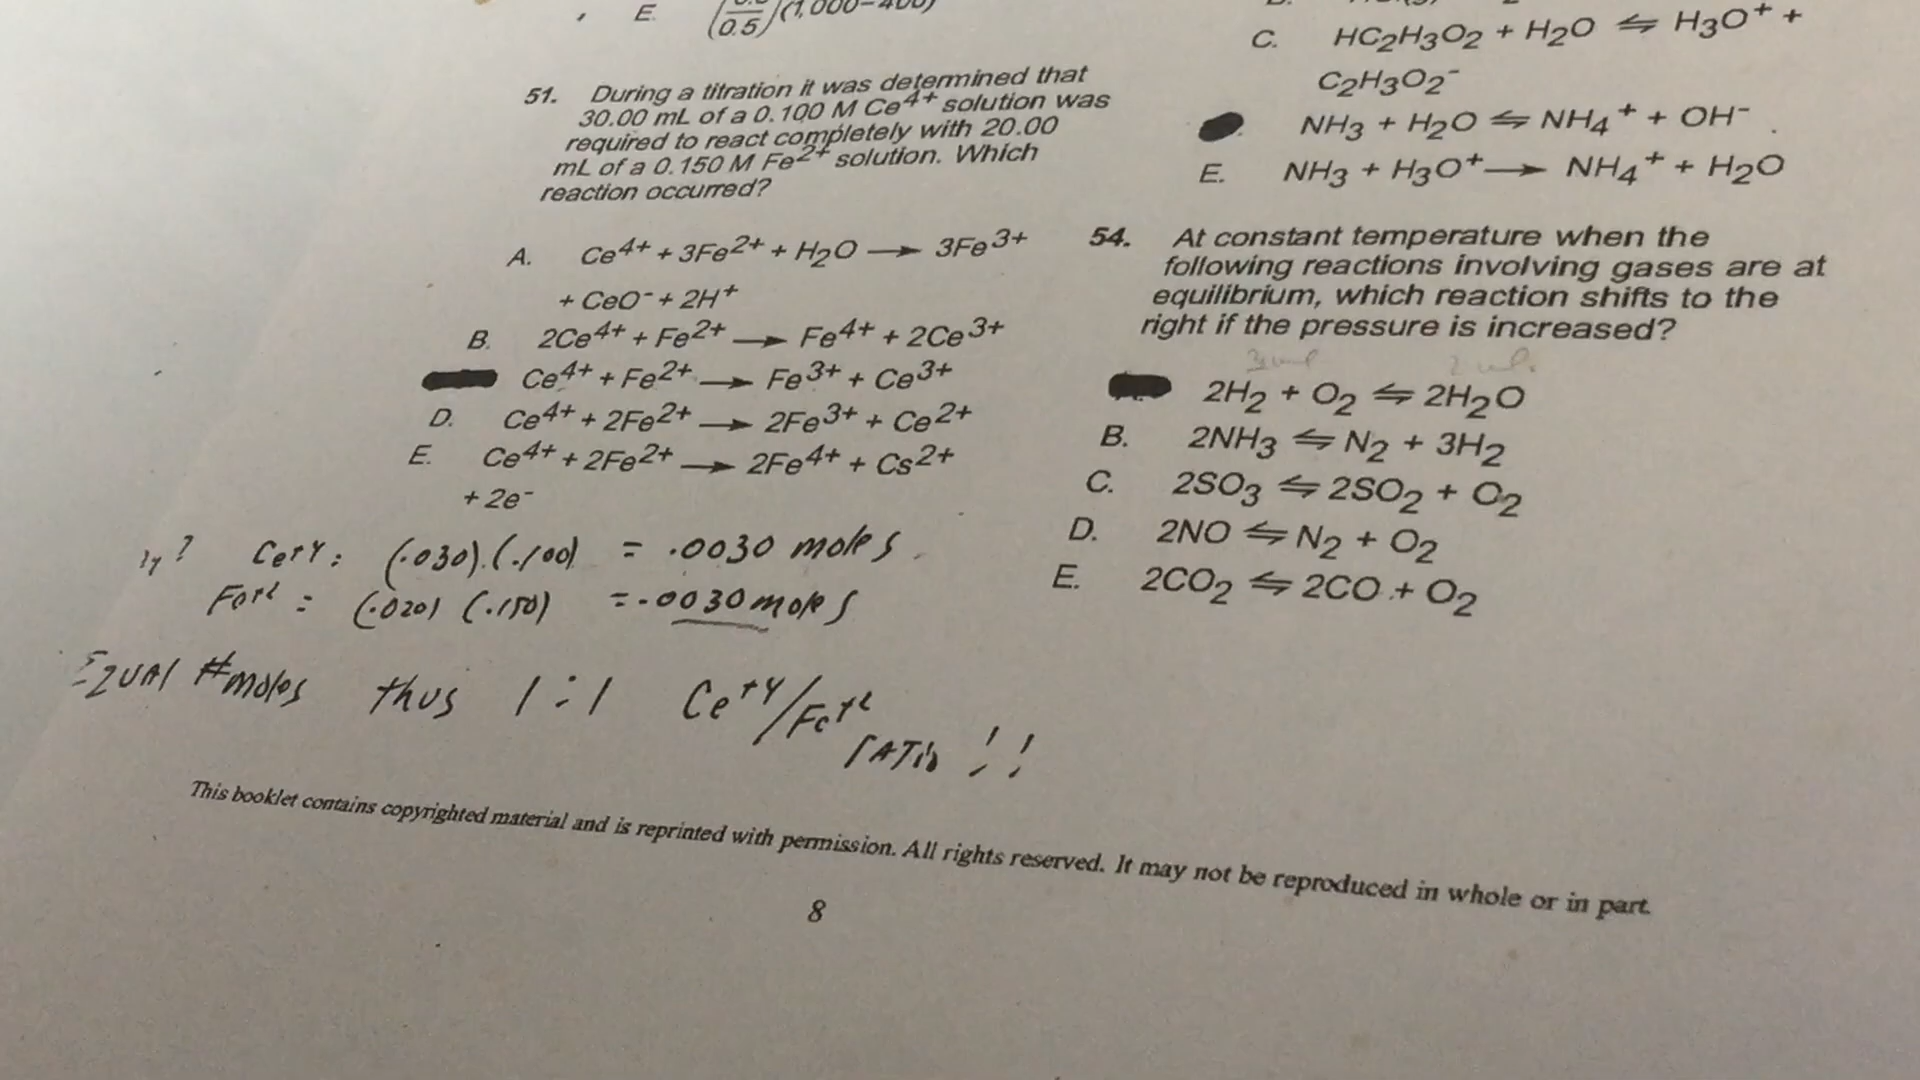 E. (0.5)(1,000–400)
51. During a titration it was determined that
30.00 mL of a 0.100 M Ce4+ solution was
required to react completely with 20.00
mL of a 0.150 M Fe2+ solution. Which
reaction occurred?
A. Ce4+ + 3Fe2+ + H2O → 3Fe3+
+ CeO- + 2H+
B. 2Ce4+ + Fe2+ → Fe4+ + 2Ce3+
Ce4+ + Fe2+ → Fe3+ + Ce3+
D. Ce4+ + 2Fe2+ → 2Fe3+ + Ce2+
E. Ce4+ + 2Fe2+ → 2Fe4+ + Cs2+
+ 2e-
? Ce+4: (.030).(.100) = .0030 moles
Fe+2 = (.020) (.150) = .0030 moles
EQUAl #moles thus 1:1 Ce+4/Fe+2
rATio !!
C. HC2H3O2 + H2O ⇋ H3O+ +
C2H3O2-
NH3 + H2O ⇋ NH4+ + OH-
E. NH3 + H3O+ → NH4+ + H2O
54. At constant temperature when the
following reactions involving gases are at
equilibrium, which reaction shifts to the
right if the pressure is increased?
2H2 + O2 ⇋ 2H2O
B. 2NH3 ⇋ N2 + 3H2
C. 2SO3 ⇋ 2SO2 + O2
D. 2NO ⇋ N2 + O2
E. 2CO2 ⇋ 2CO + O2
This booklet contains copyrighted material and is reprinted with permission. All rights reserved. It may not be reproduced in whole or in part.
8